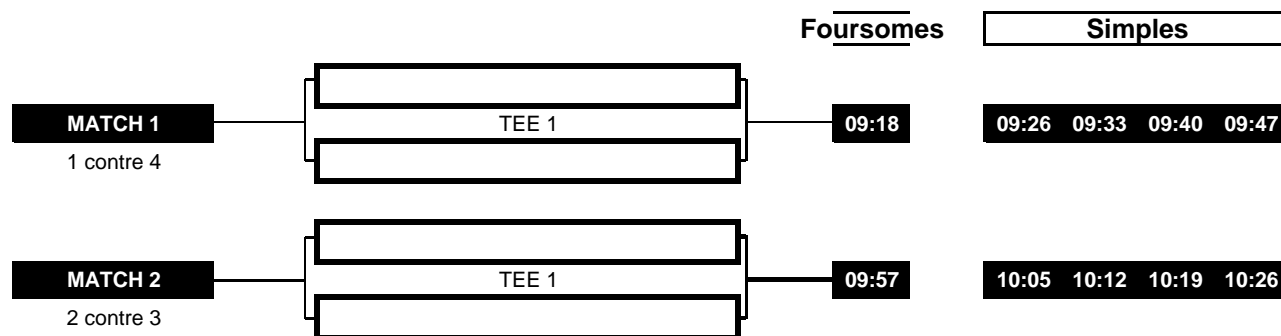 Foursomes Simples
MATCH 1 TEE 1 09:18 09:26 09:33 09:40 09:47
1 contre 4
MATCH 2 TEE 1 09:57 10:05 10:12 10:19 10:26
2 contre 3